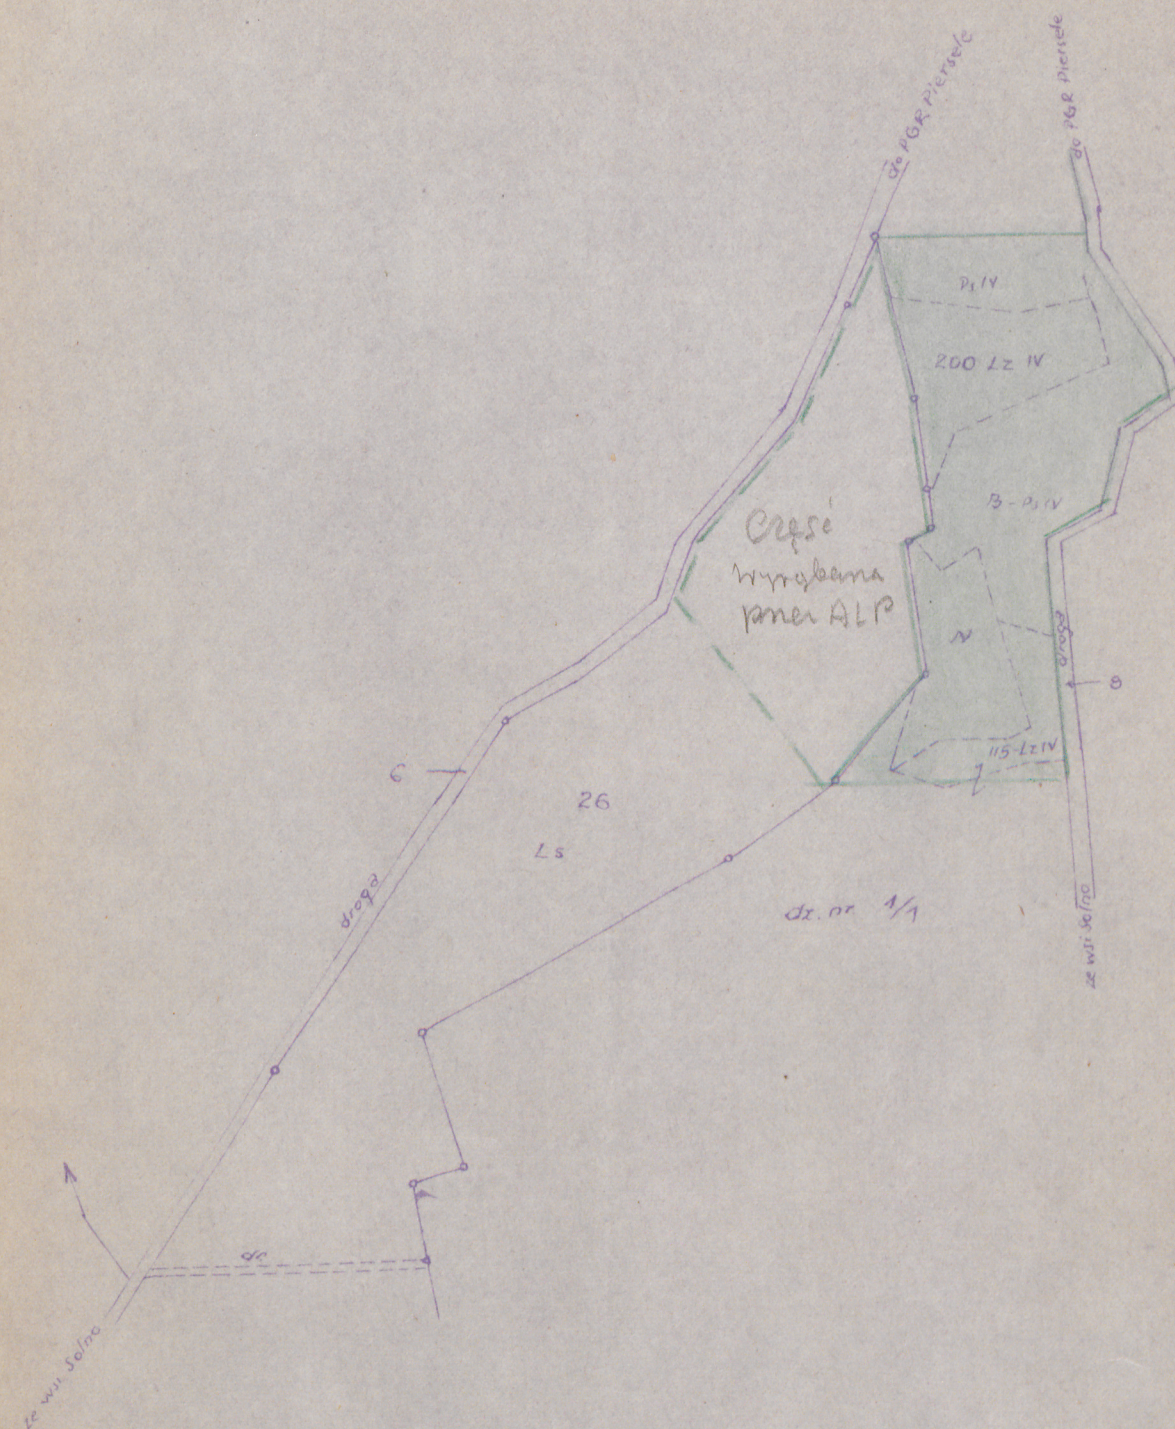 do PGR Piersele
do PGR Piersele
Ps IV
200 Lz IV
B-Ps IV
Część
wyrąbana
przez ALP
N
droga
9
115-Lz IV
6
26
Ls
droga
dz. nr 1/1
ze wsi Solno
dr
ze wsi Solno